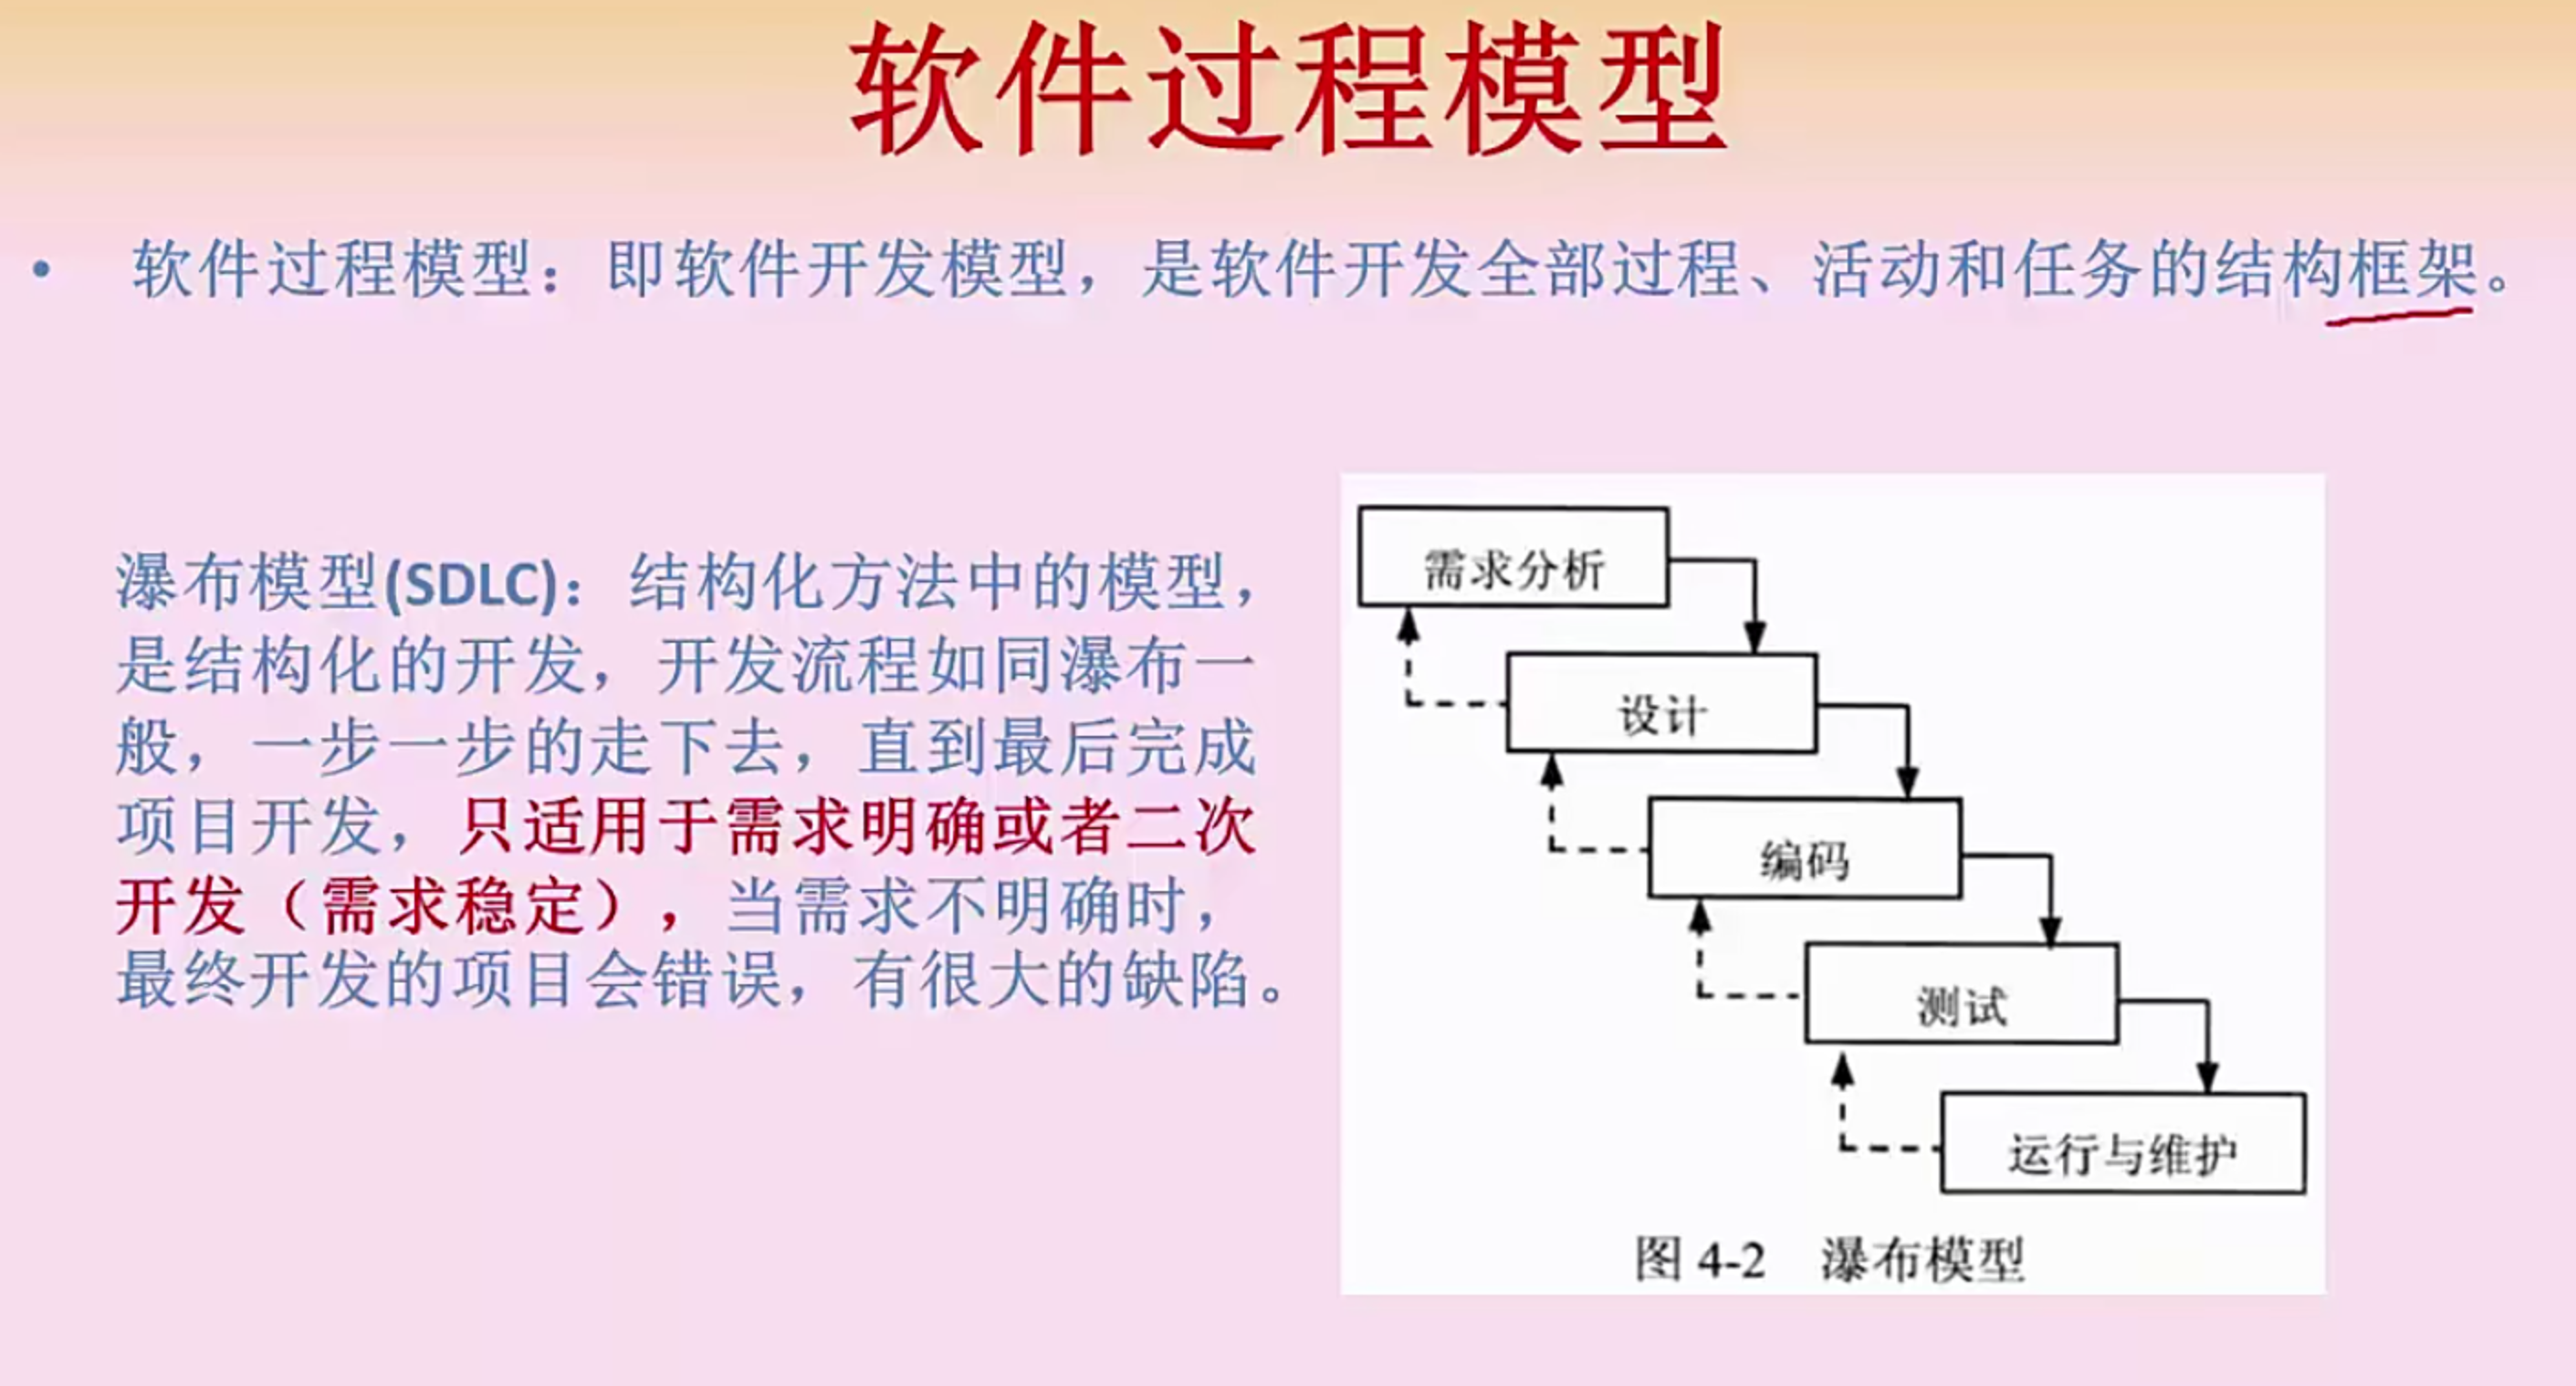 软件过程模型
• 软件过程模型：即软件开发模型，是软件开发全部过程、活动和任务的结构框架。
瀑布模型(SDLC)：结构化方法中的模型，
是结构化的开发，开发流程如同瀑布一
般，一步一步的走下去，直到最后完成
项目开发，只适用于需求明确或者二次
开发（需求稳定），当需求不明确时，
最终开发的项目会错误，有很大的缺陷。
需求分析
设计
编码
测试
运行与维护
图 4-2 瀑布模型